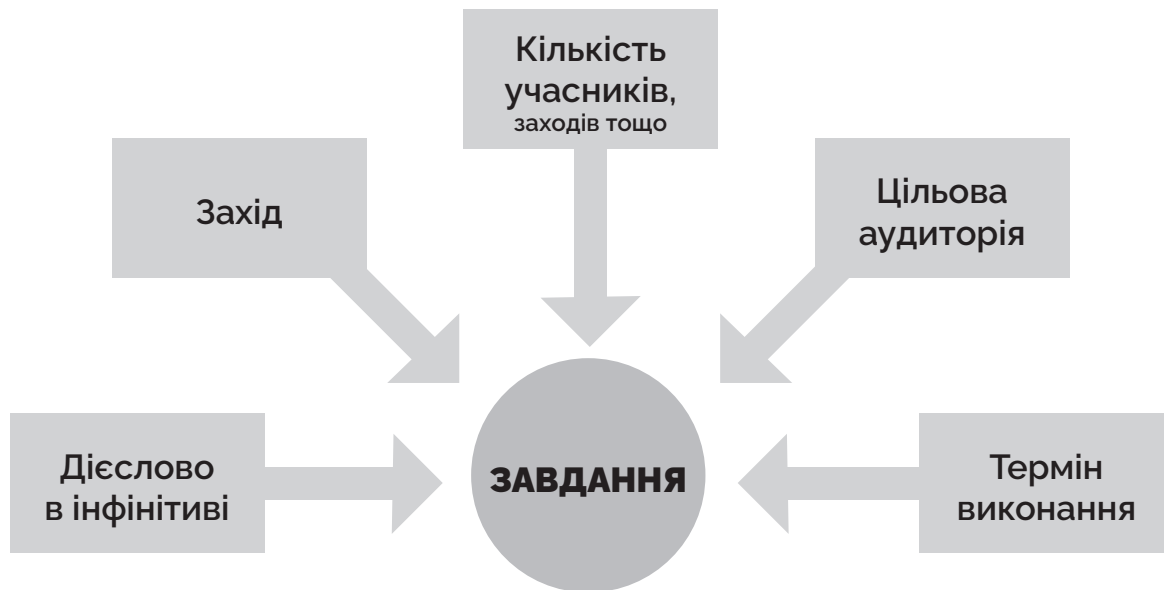 Кількість
учасників,
заходів тощо
Захід
Цільова
аудиторія
Дієслово
в інфінітиві
ЗАВДАННЯ
Термін
виконання